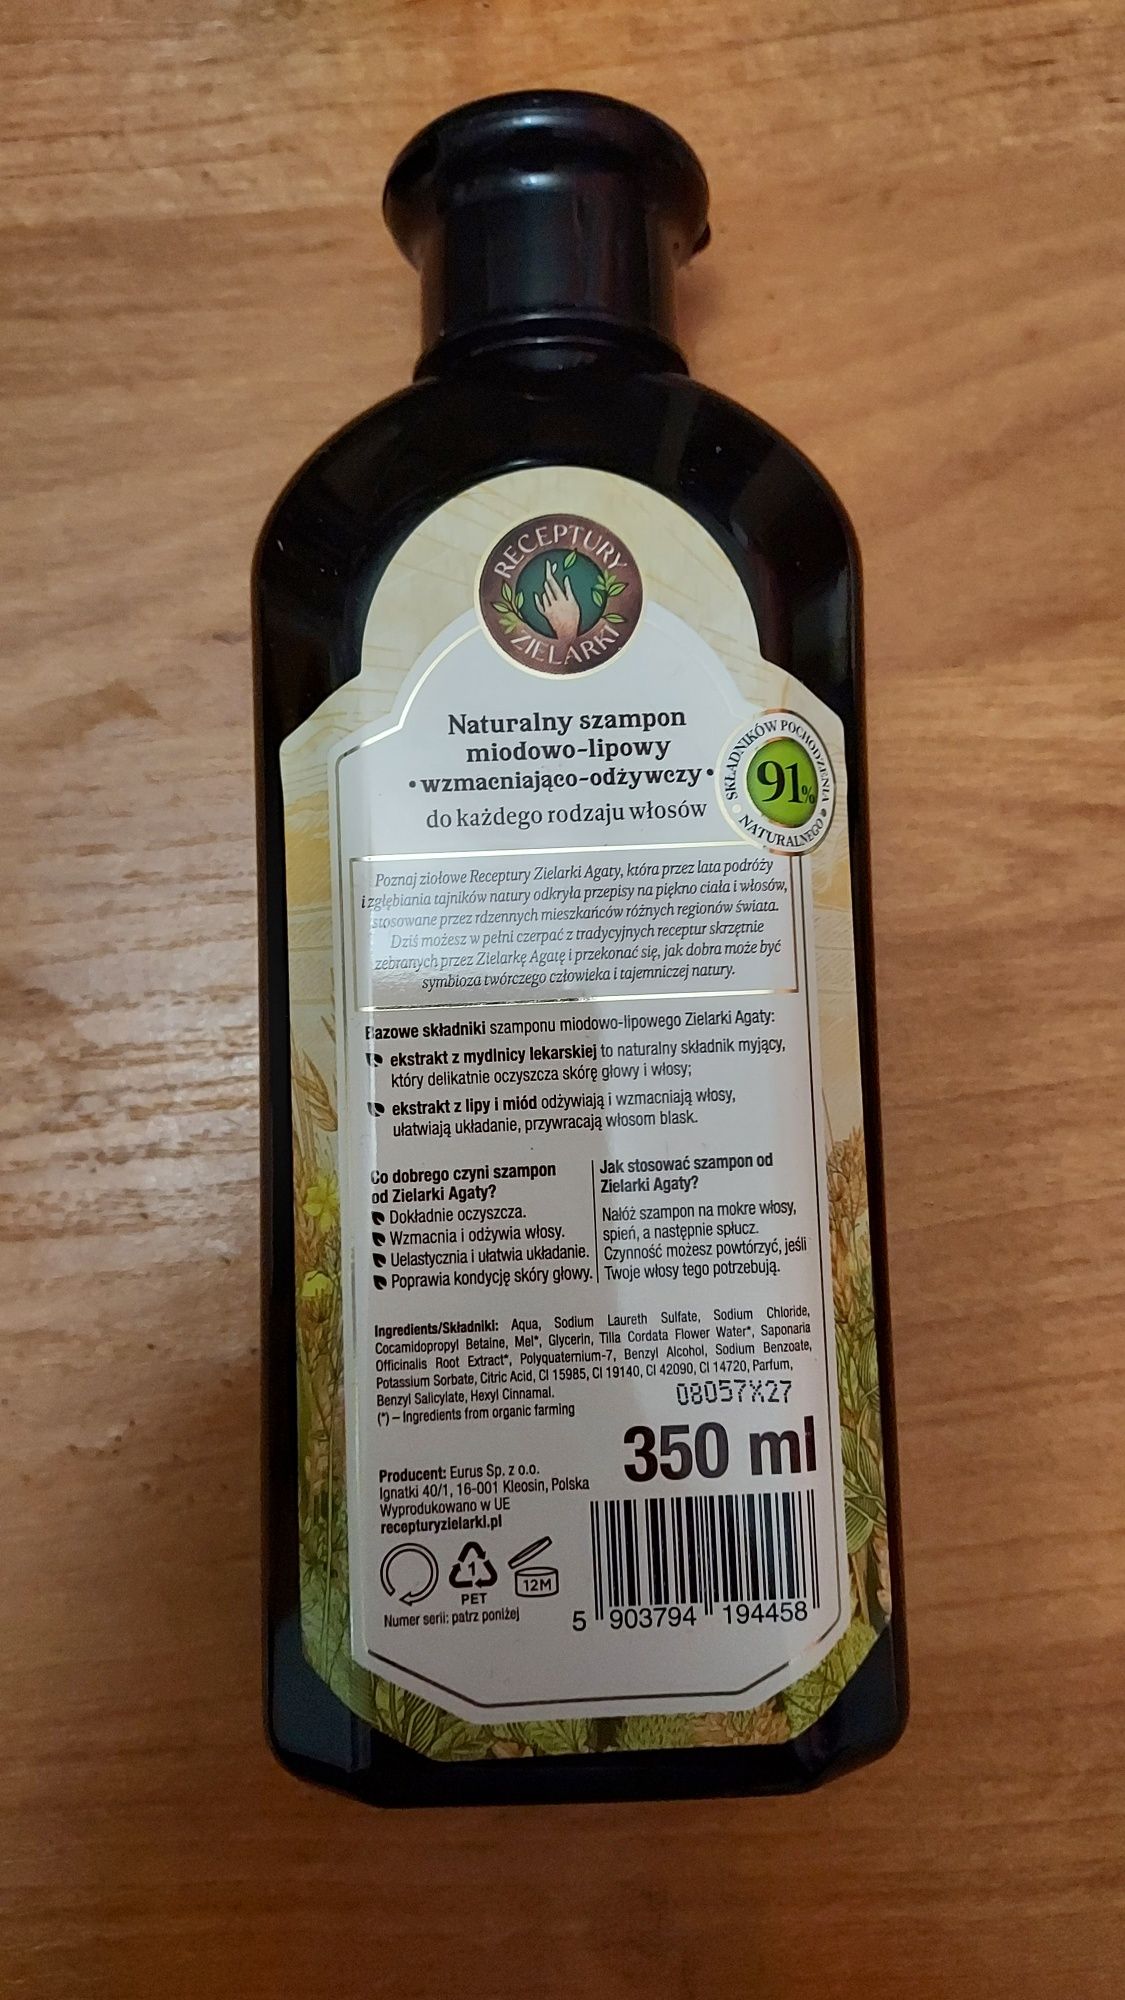 RECEPTURY
ZIELARKI
Naturalny szampon
miodowo-lipowy
• wzmacniająco-odżywczy •
do każdego rodzaju włosów
SKŁADNIKÓW POCHODZENIA
91%
NATURALNEGO
Poznaj ziołowe Receptury Zielarki Agaty, która przez lata podróży
i zgłębiania tajników natury odkryła przepisy na piękno ciała i włosów,
stosowane przez rdzennych mieszkańców różnych regionów świata.
Dziś możesz w pełni czerpać z tradycyjnych receptur skrzętnie
zebranych przez Zielarkę Agatę i przekonać się, jak dobra może być
symbioza twórczego człowieka i tajemniczej natury.
Bazowe składniki szamponu miodowo-lipowego Zielarki Agaty:
ekstrakt z mydlnicy lekarskiej to naturalny składnik myjący,
który delikatnie oczyszcza skórę głowy i włosy;
ekstrakt z lipy i miód odżywiają i wzmacniają włosy,
ułatwiają układanie, przywracają włosom blask.
Co dobrego czyni szampon
od Zielarki Agaty?
Dokładnie oczyszcza.
Wzmacnia i odżywia włosy.
Uelastycznia i ułatwia układanie.
Poprawia kondycję skóry głowy.
Jak stosować szampon od
Zielarki Agaty?
Nałóż szampon na mokre włosy,
spień, a następnie spłucz.
Czynność możesz powtórzyć, jeśli
Twoje włosy tego potrzebują.
Ingredients/Składniki: Aqua, Sodium Laureth Sulfate, Sodium Chloride,
Cocamidopropyl Betaine, Mel*, Glycerin, Tilla Cordata Flower Water*, Saponaria
Officinalis Root Extract*, Polyquaternium-7, Benzyl Alcohol, Sodium Benzoate,
Potassium Sorbate, Citric Acid, CI 15985, CI 19140, CI 42090, CI 14720, Parfum,
Benzyl Salicylate, Hexyl Cinnamal.
(*) – Ingredients from organic farming
08057X27
350 ml
Producent: Eurus Sp. z o.o.
Ignatki 40/1, 16-001 Kleosin, Polska
Wyprodukowano w UE
recepturyzielarki.pl
1
PET
12M
Numer serii: patrz poniżej
5 903794 194458